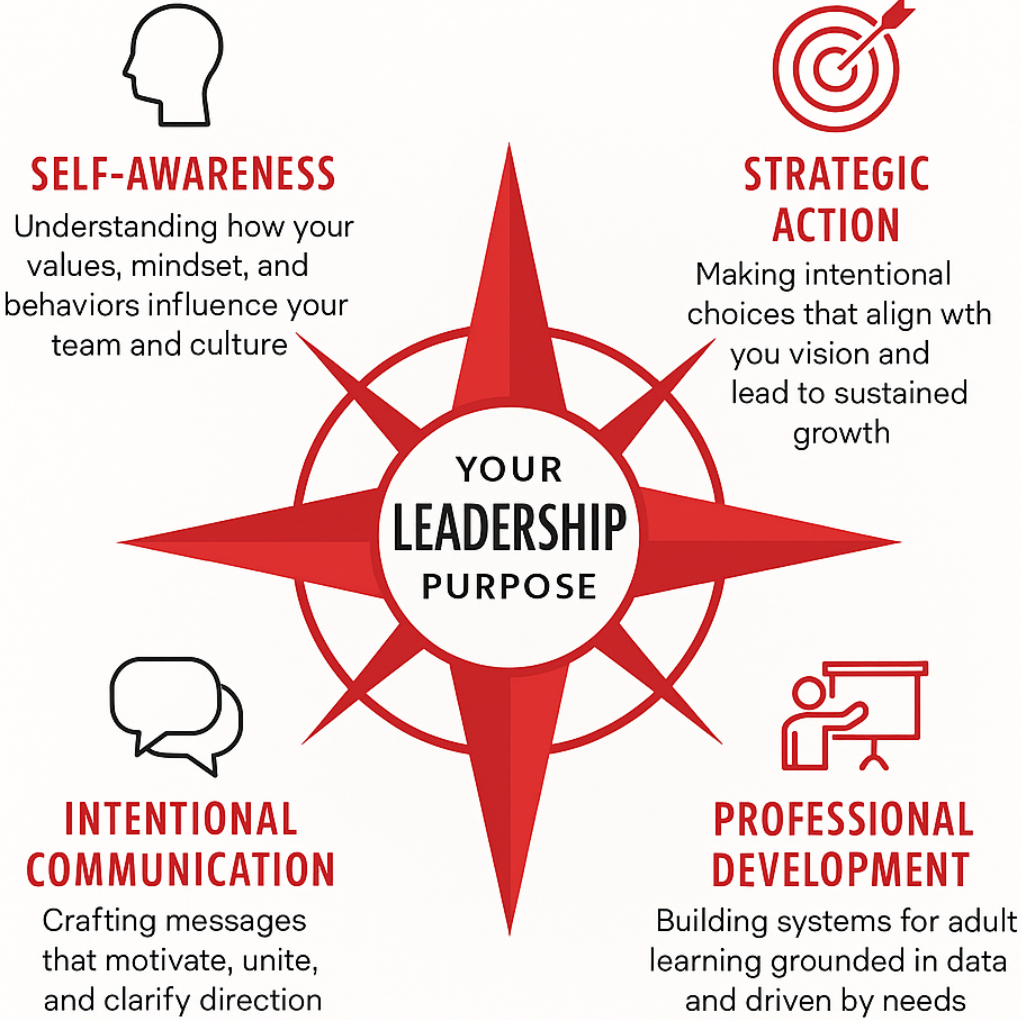 SELF-AWARENESS
Understanding how your
values, mindset, and
behaviors influence your
team and culture
STRATEGIC
ACTION
Making intentional
choices that align wth
you vision and
lead to sustained
growth
YOUR
LEADERSHIP
PURPOSE
INTENTIONAL
COMMUNICATION
Crafting messages
that motivate, unite,
and clarify direction
PROFESSIONAL
DEVELOPMENT
Building systems for adult
learning grounded in data
and driven by needs